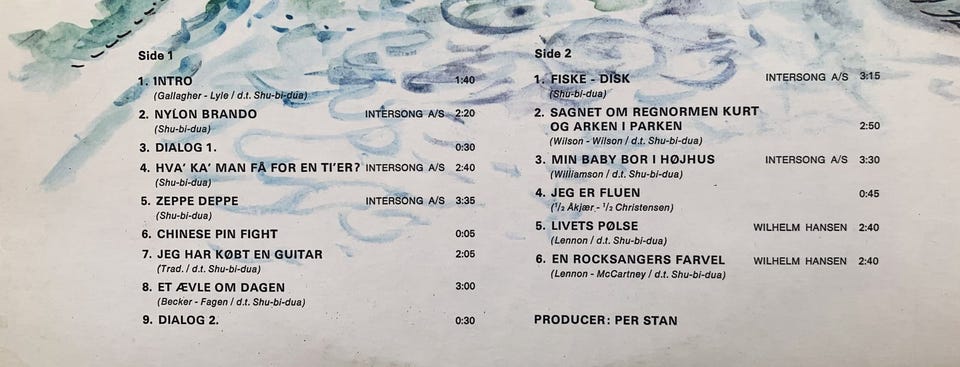 Side 1
1. INTRO 1:40
(Gallagher - Lyle / d.t. Shu-bi-dua)
2. NYLON BRANDO INTERSONG A/S 2:20
(Shu-bi-dua)
3. DIALOG 1. 0:30
4. HVA' KA' MAN FÅ FOR EN TI'ER? INTERSONG A/S 2:40
(Shu-bi-dua)
5. ZEPPE DEPPE INTERSONG A/S 3:35
(Shu-bi-dua)
6. CHINESE PIN FIGHT 0:05
7. JEG HAR KØBT EN GUITAR 2:05
(Trad. / d.t. Shu-bi-dua)
8. ET ÆVLE OM DAGEN 3:00
(Becker - Fagen / d.t. Shu-bi-dua)
9. DIALOG 2. 0:30
Side 2
1. FISKE - DISK INTERSONG A/S 3:15
(Shu-bi-dua)
2. SAGNET OM REGNORMEN KURT
OG ARKEN I PARKEN 2:50
(Wilson - Wilson / d.t. Shu-bi-dua)
3. MIN BABY BOR I HØJHUS INTERSONG A/S 3:30
(Williamson / d.t. Shu-bi-dua)
4. JEG ER FLUEN 0:45
(1/2 Akjær - 1/2 Christensen)
5. LIVETS PØLSE WILHELM HANSEN 2:40
(Lennon / d.t. Shu-bi-dua)
6. EN ROCKSANGERS FARVEL WILHELM HANSEN 2:40
(Lennon - McCartney / d.t. Shu-bi-dua)
PRODUCER: PER STAN